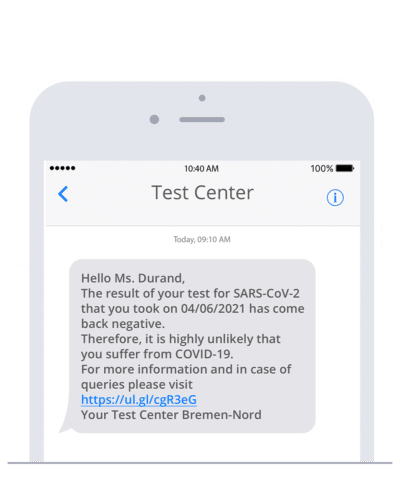 10:40 AM
100%
Test Center
Today, 09:10 AM
Hello Ms. Durand,
The result of your test for SARS-CoV-2
that you took on 04/06/2021 has come
back negative.
Therefore, it is highly unlikely that
you suffer from COVID-19.
For more information and in case of
queries please visit
https://ul.gl/cgR3eG
Your Test Center Bremen-Nord